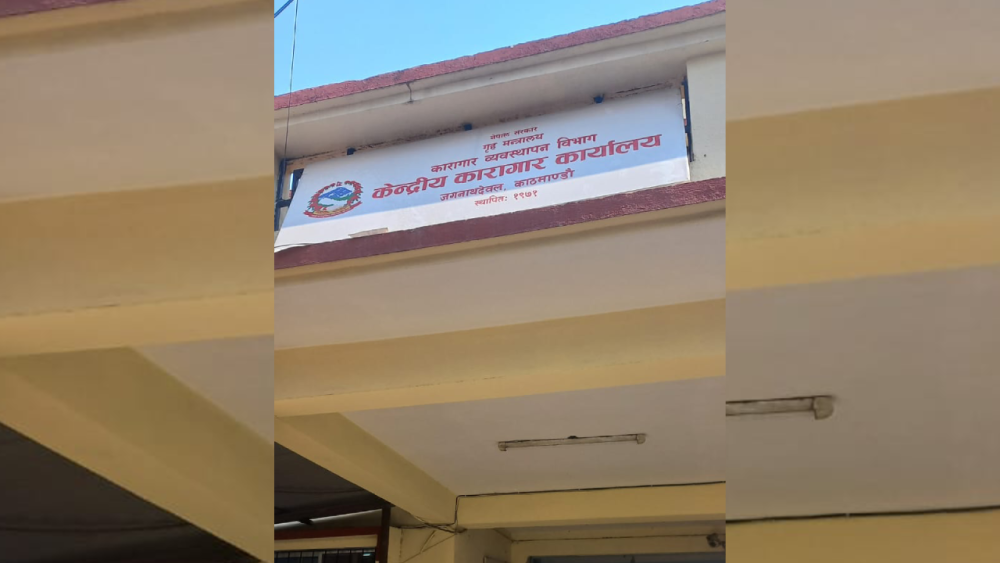 नेपाल सरकार
गृह मन्त्रालय
कारागार व्यवस्थापन विभाग
केन्द्रीय कारागार कार्यालय
जगनाथदेवल, काठमाण्डौ
स्थापितः १९७१